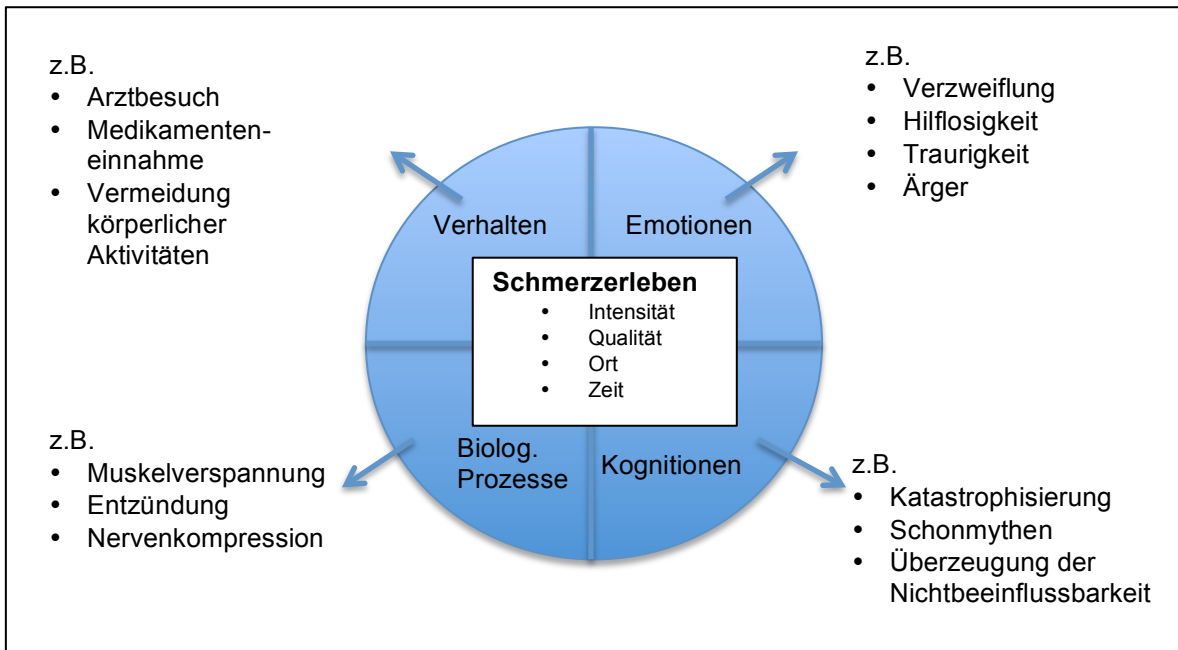 z.B.
• Arztbesuch
• Medikamenten-
einnahme
• Vermeidung
körperlicher
Aktivitäten
z.B.
• Verzweiflung
• Hilflosigkeit
• Traurigkeit
• Ärger
Verhalten
Emotionen
Schmerzerleben
• Intensität
• Qualität
• Ort
• Zeit
Biolog.
Prozesse
Kognitionen
z.B.
• Muskelverspannung
• Entzündung
• Nervenkompression
z.B.
• Katastrophisierung
• Schonmythen
• Überzeugung der
Nichtbeeinflussbarkeit